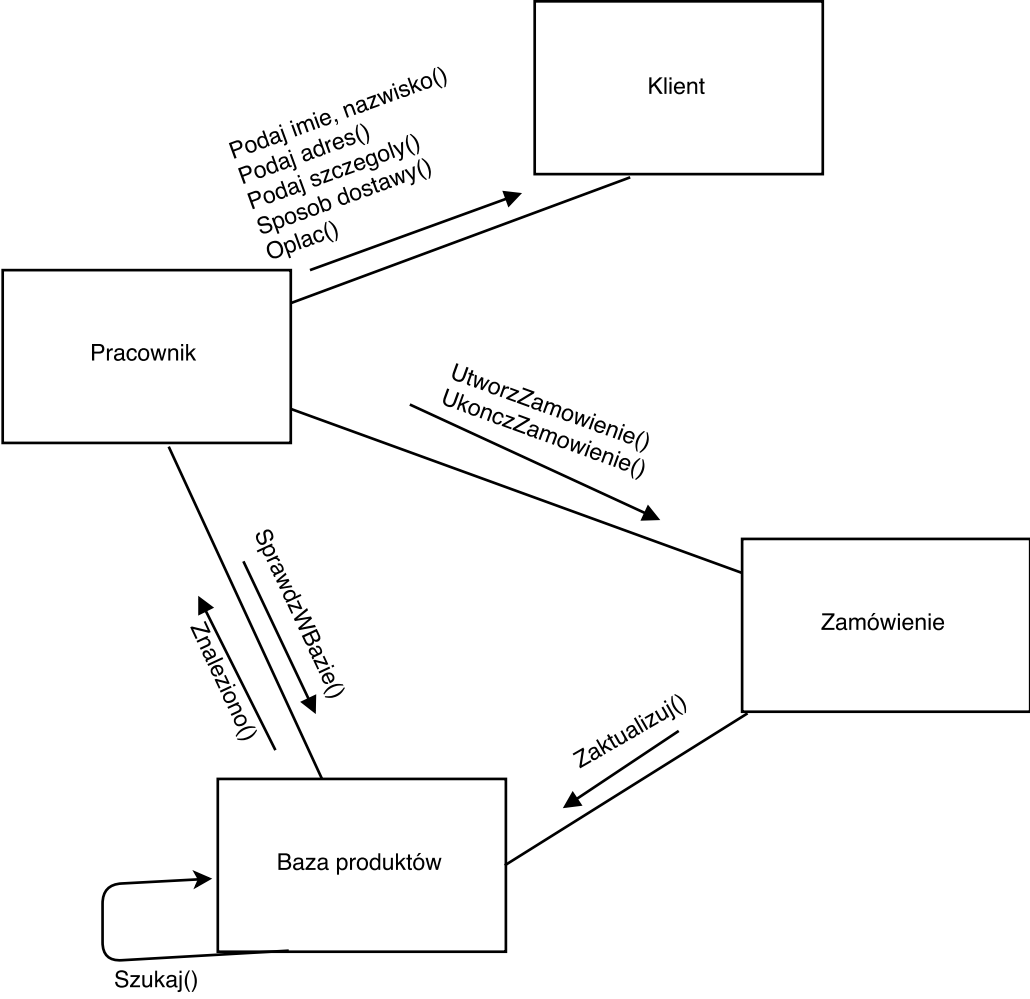 Klient
Podaj imie, nazwisko()
Podaj adres()
Podaj szczegoly()
Sposob dostawy()
Oplac()
Pracownik
UtworzZamowienie()
UkonczZamowienie()
SprawdzWBazie()
Znaleziono()
Zamówienie
Zaktualizuj()
Baza produktów
Szukaj()